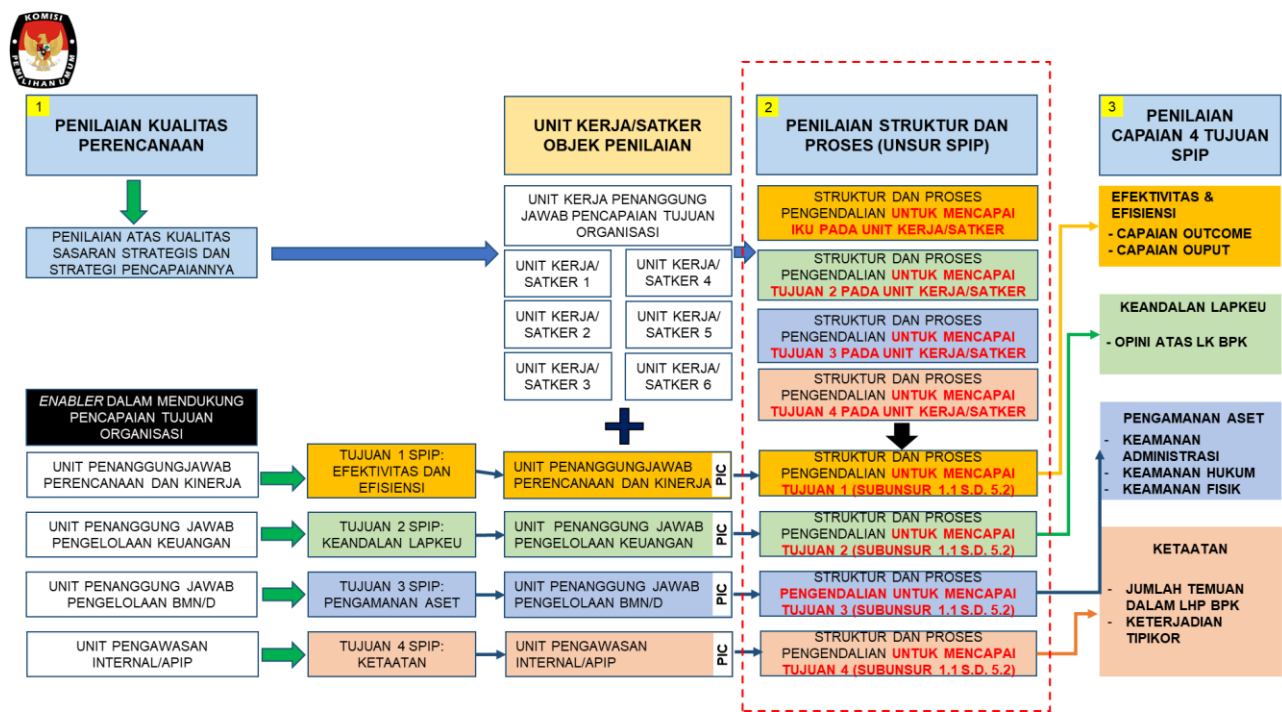 KOMISI
PEMILIHAN UMUM
1
PENILAIAN KUALITAS
PERENCANAAN
PENILAIAN ATAS KUALITAS
SASARAN STRATEGIS DAN
STRATEGI PENCAPAIANNYA
UNIT KERJA/SATKER
OBJEK PENILAIAN
UNIT KERJA PENANGGUNG
JAWAB PENCAPAIAN TUJUAN
ORGANISASI
UNIT KERJA/
SATKER 1
UNIT KERJA/
SATKER 4
UNIT KERJA/
SATKER 2
UNIT KERJA/
SATKER 5
UNIT KERJA/
SATKER 3
UNIT KERJA/
SATKER 6
2
PENILAIAN STRUKTUR DAN
PROSES (UNSUR SPIP)
STRUKTUR DAN PROSES
PENGENDALIAN UNTUK MENCAPAI
IKU PADA UNIT KERJA/SATKER
STRUKTUR DAN PROSES
PENGENDALIAN UNTUK MENCAPAI
TUJUAN 2 PADA UNIT KERJA/SATKER
STRUKTUR DAN PROSES
PENGENDALIAN UNTUK MENCAPAI
TUJUAN 3 PADA UNIT KERJA/SATKER
STRUKTUR DAN PROSES
PENGENDALIAN UNTUK MENCAPAI
TUJUAN 4 PADA UNIT KERJA/SATKER
3
PENILAIAN
CAPAIAN 4 TUJUAN
SPIP
EFEKTIVITAS &
EFISIENSI
- CAPAIAN OUTCOME
- CAPAIAN OUPUT
KEANDALAN LAPKEU
- OPINI ATAS LK BPK
PENGAMANAN ASET
- KEAMANAN
ADMINISTRASI
- KEAMANAN HUKUM
- KEAMANAN FISIK
KETAATAN
- JUMLAH TEMUAN
DALAM LHP BPK
- KETERJADIAN
TIPIKOR
ENABLER DALAM MENDUKUNG
PENCAPAIAN TUJUAN
ORGANISASI
UNIT PENANGGUNGJAWAB
PERENCANAAN DAN KINERJA
TUJUAN 1 SPIP:
EFEKTIVITAS DAN
EFISIENSI
UNIT PENANGGUNGJAWAB
PERENCANAAN DAN KINERJA
PIC
STRUKTUR DAN PROSES
PENGENDALIAN UNTUK MENCAPAI
TUJUAN 1 (SUBUNSUR 1.1 S.D. 5.2)
UNIT PENANGGUNG JAWAB
PENGELOLAAN KEUANGAN
TUJUAN 2 SPIP:
KEANDALAN LAPKEU
UNIT PENANGGUNG JAWAB
PENGELOLAAN KEUANGAN
PIC
STRUKTUR DAN PROSES
PENGENDALIAN UNTUK MENCAPAI
TUJUAN 2 (SUBUNSUR 1.1 S.D. 5.2)
UNIT PENANGGUNG JAWAB
PENGELOLAAN BMN/D
TUJUAN 3 SPIP:
PENGAMANAN ASET
UNIT PENANGGUNG JAWAB
PENGELOLAAN BMN/D
PIC
STRUKTUR DAN PROSES
PENGENDALIAN UNTUK MENCAPAI
TUJUAN 3 (SUBUNSUR 1.1 S.D. 5.2)
UNIT PENGAWASAN
INTERNAL/APIP
TUJUAN 4 SPIP:
KETAATAN
UNIT PENGAWASAN
INTERNAL/APIP
PIC
STRUKTUR DAN PROSES
PENGENDALIAN UNTUK MENCAPAI
TUJUAN 4 (SUBUNSUR 1.1 S.D. 5.2)